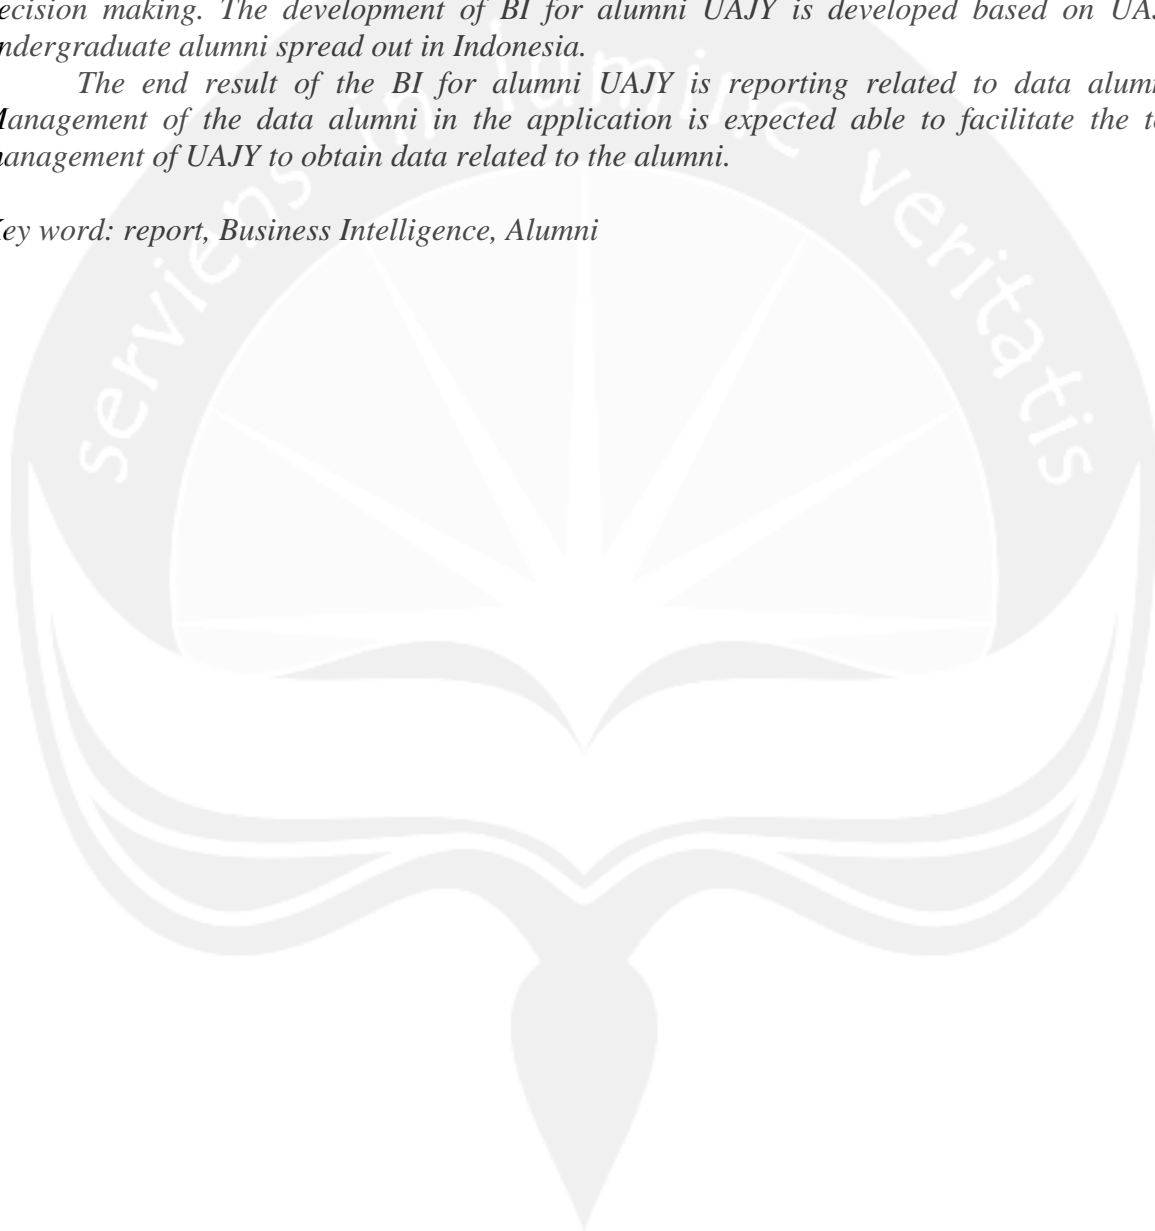 ecision making. The development of BI for alumni UAJY is developed based on UAJ
ndergraduate alumni spread out in Indonesia.
The end result of the BI for alumni UAJY is reporting related to data alumn
Management of the data alumni in the application is expected able to facilitate the to
management of UAJY to obtain data related to the alumni.
Key word: report, Business Intelligence, Alumni
serviens in lumine veritatis